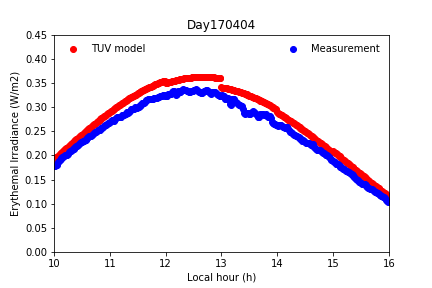 Day170404
TUV model
Measurement
Erythemal Irradiance (W/m2)
0.45
0.40
0.35
0.30
0.25
0.20
0.15
0.10
0.05
0.00
10 11 12 13 14 15 16
Local hour (h)